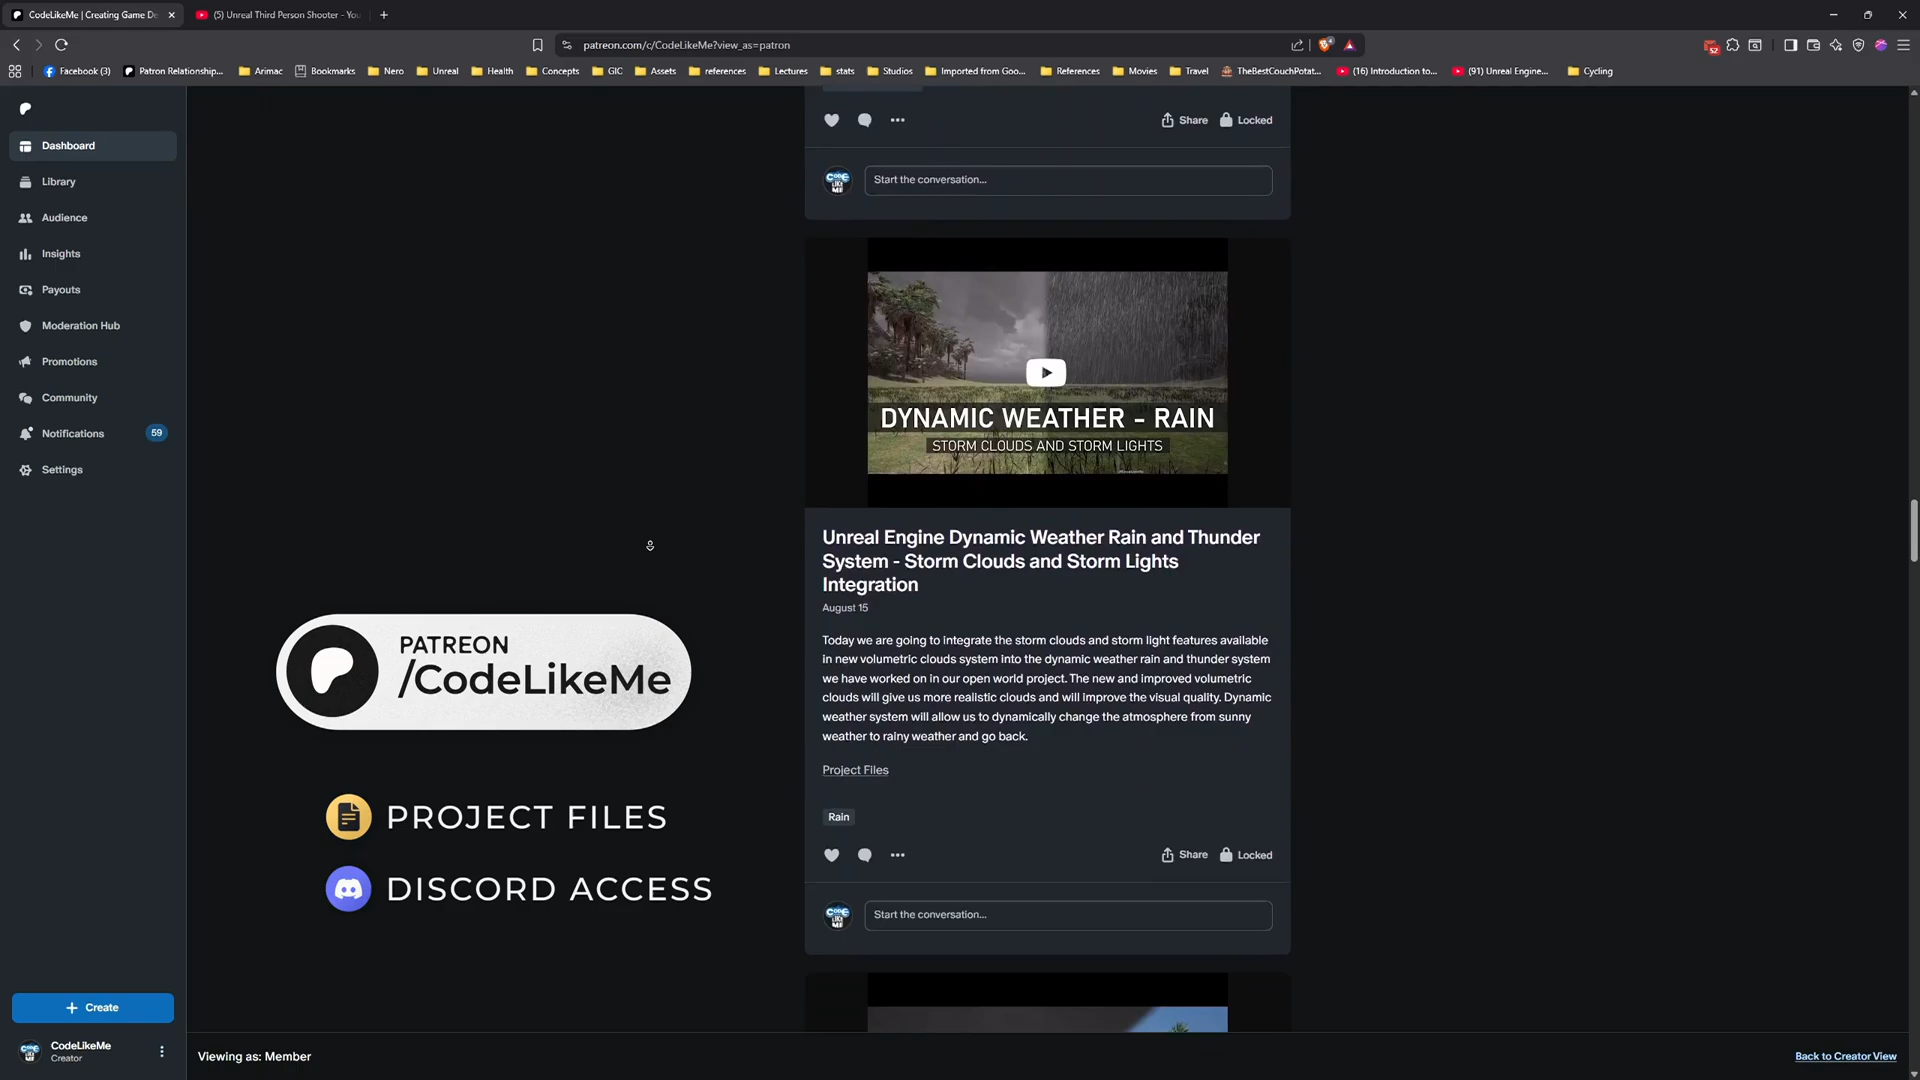 CodeLikeMe | Creating Game De
(5) Unreal Third Person Shooter - You
patreon.com/c/CodeLikeMe?view_as=patron
52
Facebook (3)
Patron Relationship...
Arimac
Bookmarks
Nero
Unreal
Health
Concepts
GIC
Assets
references
Lectures
stats
Studios
Imported from Goo...
References
Movies
Travel
TheBestCouchPotat...
(16) Introduction to...
(91) Unreal Engine...
Cycling
Dashboard
Library
Audience
Insights
Payouts
Moderation Hub
Promotions
Community
Notifications
59
Settings
Share
Locked
CODE LIKE ME
Start the conversation...
DYNAMIC WEATHER - RAIN
STORM CLOUDS AND STORM LIGHTS
Unreal Engine Dynamic Weather Rain and Thunder
System - Storm Clouds and Storm Lights
Integration
August 15
Today we are going to integrate the storm clouds and storm light features available
in new volumetric clouds system into the dynamic weather rain and thunder system
we have worked on in our open world project. The new and improved volumetric
clouds will give us more realistic clouds and will improve the visual quality. Dynamic
weather system will allow us to dynamically change the atmosphere from sunny
weather to rainy weather and go back.
Project Files
Rain
Share
Locked
CODE LIKE ME
Start the conversation...
PATREON
/CodeLikeMe
PROJECT FILES
DISCORD ACCESS
+ Create
CodeLikeMe
Creator
Viewing as: Member
Back to Creator View